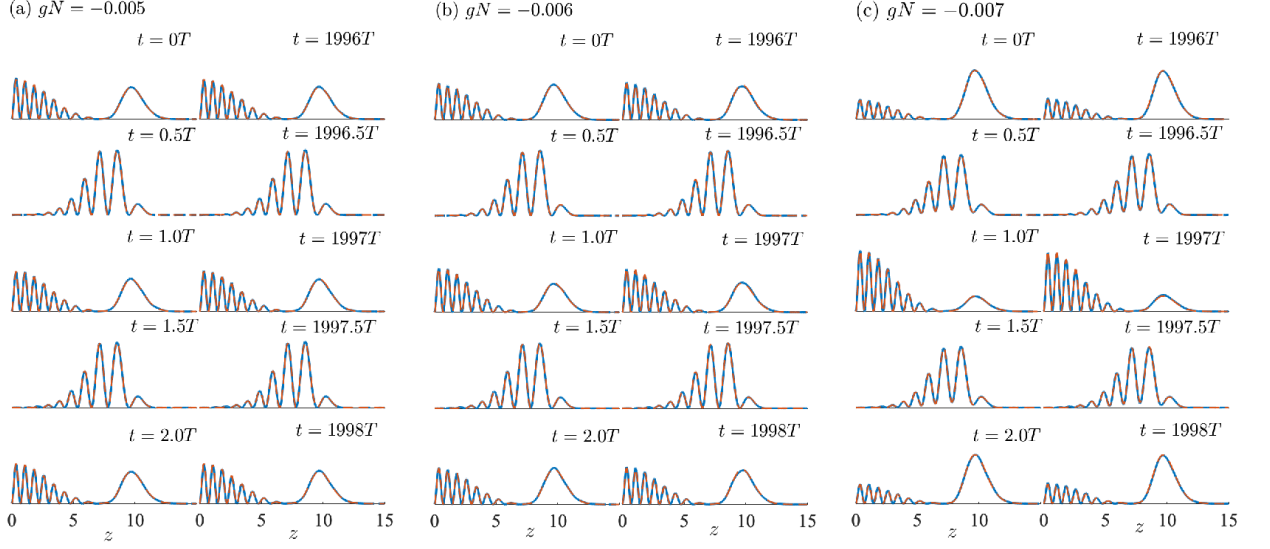 (a) gN = −0.005
(b) gN = −0.006
(c) gN = −0.007
t = 0T
t = 1996T
t = 0T
t = 1996T
t = 0T
t = 1996T
t = 0.5T
t = 1996.5T
t = 0.5T
t = 1996.5T
t = 0.5T
t = 1996.5T
t = 1.0T
t = 1997T
t = 1.0T
t = 1997T
t = 1.0T
t = 1997T
t = 1.5T
t = 1997.5T
t = 1.5T
t = 1997.5T
t = 1.5T
t = 1997.5T
t = 2.0T
t = 1998T
t = 2.0T
t = 1998T
t = 2.0T
t = 1998T
0 5 10 0 5 10 15
0 5 10 0 5 10 15
0 5 10 0 5 10 15
z z
z z
z z